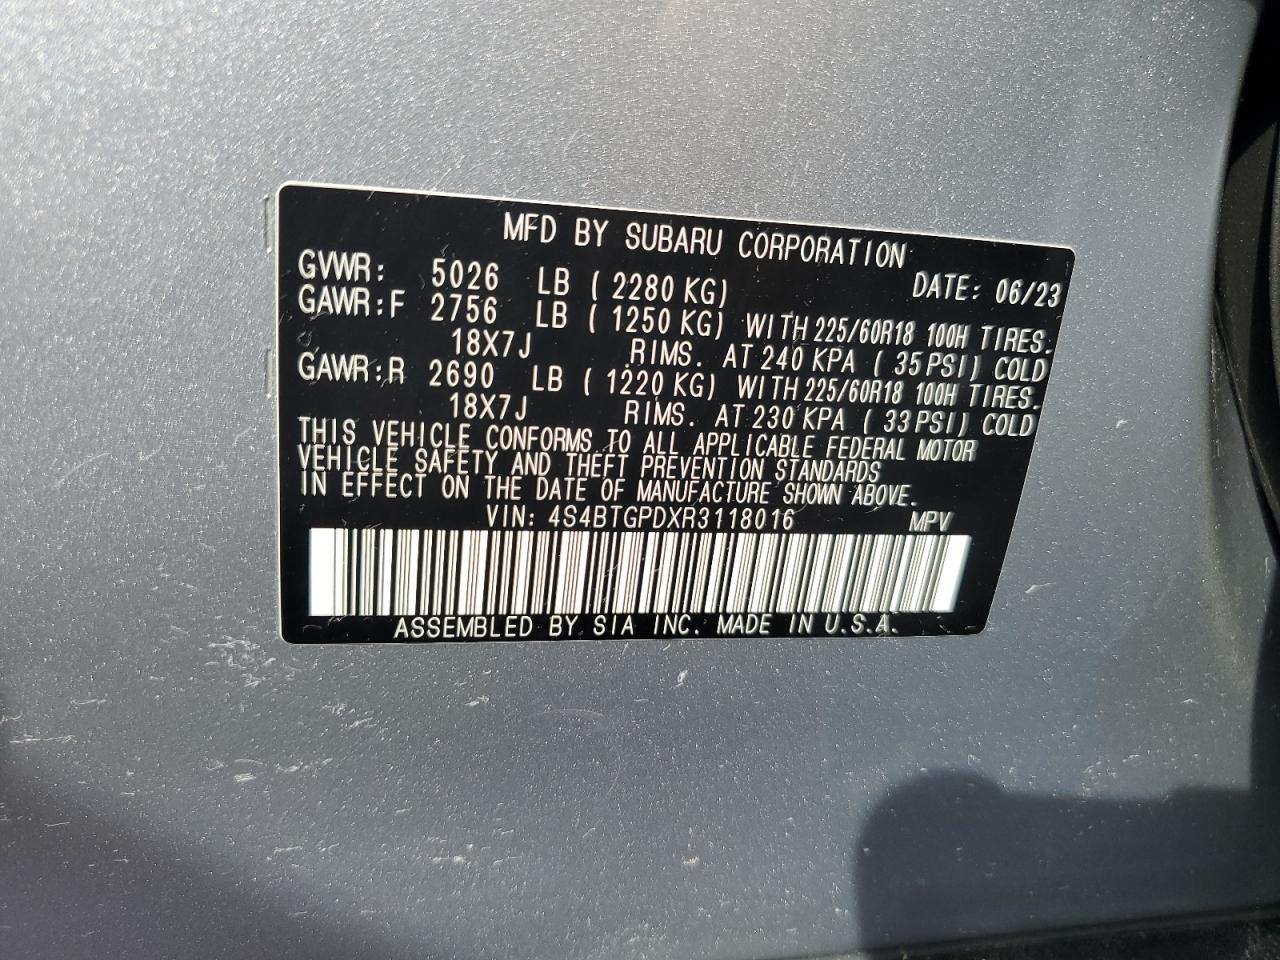 MFD BY SUBARU CORPORATION
DATE: 06/23
GVWR: 5026 LB ( 2280 KG)
GAWR:F 2756 LB ( 1250 KG) WITH 225/60R18 100H TIRES.
18X7J RIMS. AT 240 KPA ( 35 PSI) COLD
GAWR:R 2690 LB ( 1220 KG) WITH 225/60R18 100H TIRES.
18X7J RIMS. AT 230 KPA ( 33 PSI) COLD
THIS VEHICLE CONFORMS TO ALL APPLICABLE FEDERAL MOTOR
VEHICLE SAFETY AND THEFT PREVENTION STANDARDS
IN EFFECT ON THE DATE OF MANUFACTURE SHOWN ABOVE.
VIN: 4S4BTGPDXR3118016 MPV
ASSEMBLED BY SIA INC. MADE IN U.S.A.